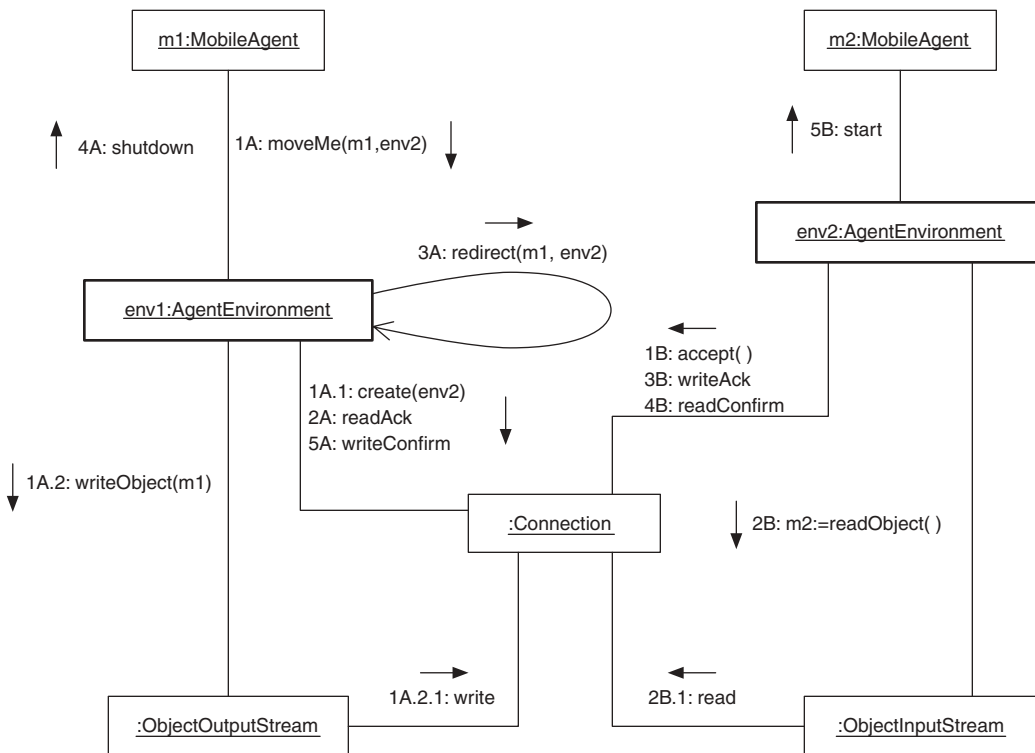 m1:MobileAgent
m2:MobileAgent
4A: shutdown
1A: moveMe(m1,env2)
5B: start
env2:AgentEnvironment
3A: redirect(m1, env2)
env1:AgentEnvironment
1B: accept( )
3B: writeAck
4B: readConfirm
1A.1: create(env2)
2A: readAck
5A: writeConfirm
1A.2: writeObject(m1)
:Connection
2B: m2:=readObject( )
1A.2.1: write
2B.1: read
:ObjectOutputStream
:ObjectInputStream